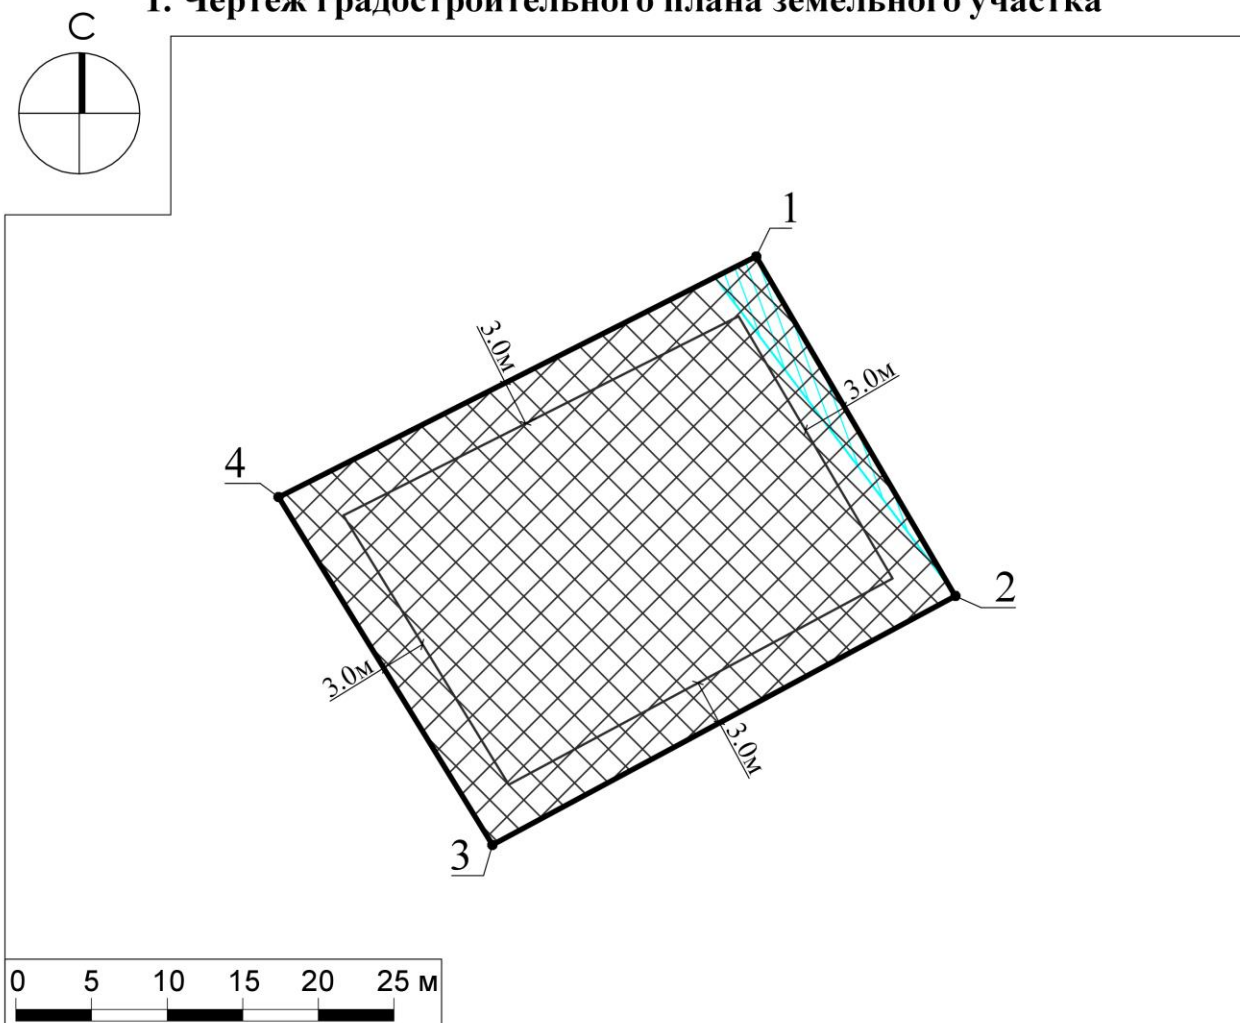 1. Чертеж градостроительного плана земельного участка
С
1
3.0м
3.0м
4
2
3.0м
3.0м
3
0 5 10 15 20 25 м